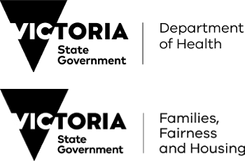 VICTORIA
State
Government
Department
of Health
VICTORIA
State
Government
Families,
Fairness
and Housing